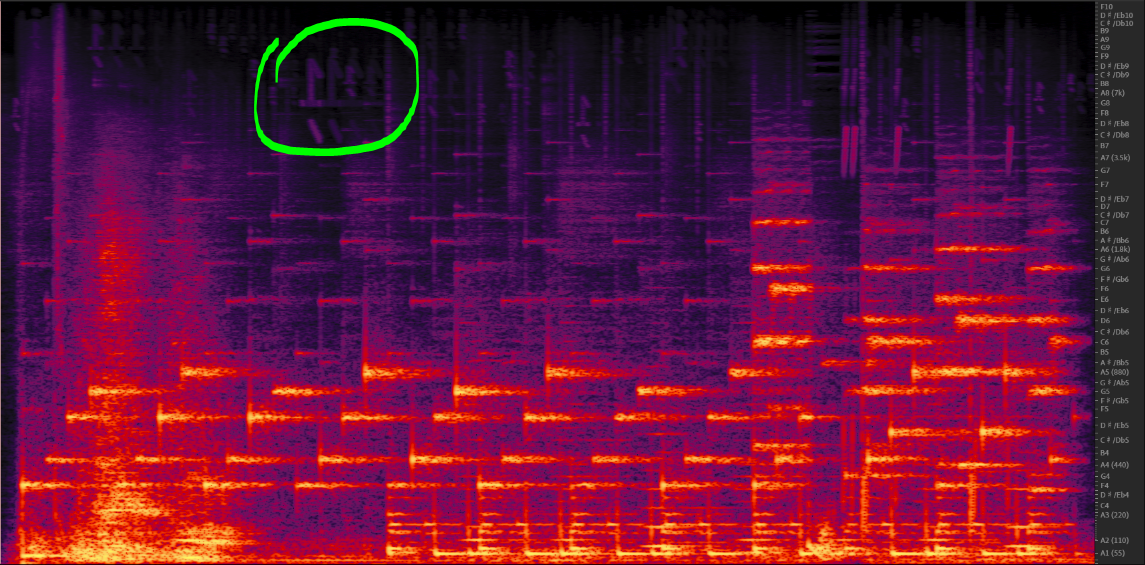 F10
D♯/Eb10
C♯/Db10
B9
A9
G9
F9
D♯/Eb9
C♯/Db9
B8
A8 (7k)
G8
F8
D♯/Eb8
C♯/Db8
B7
A7 (3.5k)
G7
F7
D♯/Eb7
D7
C♯/Db7
C7
B6
A♯/Bb6
A6 (1.8k)
G♯/Ab6
G6
F♯/Gb6
F6
E6
D♯/Eb6
D6
C♯/Db6
C6
B5
A♯/Bb5
A5 (880)
G♯/Ab5
G5
F♯/Gb5
F5
D♯/Eb5
C♯/Db5
B4
A4 (440)
G4
F4
D♯/Eb4
C4
A3 (220)
A2 (110)
A1 (55)